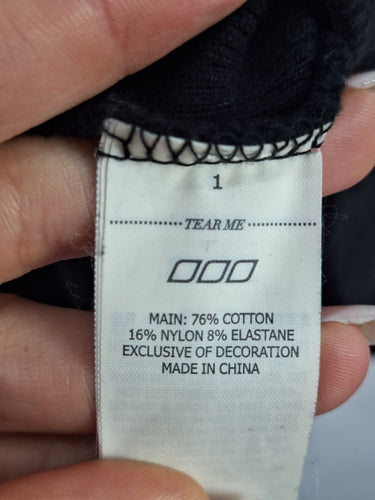 1
TEAR ME
MAIN: 76% COTTON
16% NYLON 8% ELASTANE
EXCLUSIVE OF DECORATION
MADE IN CHINA